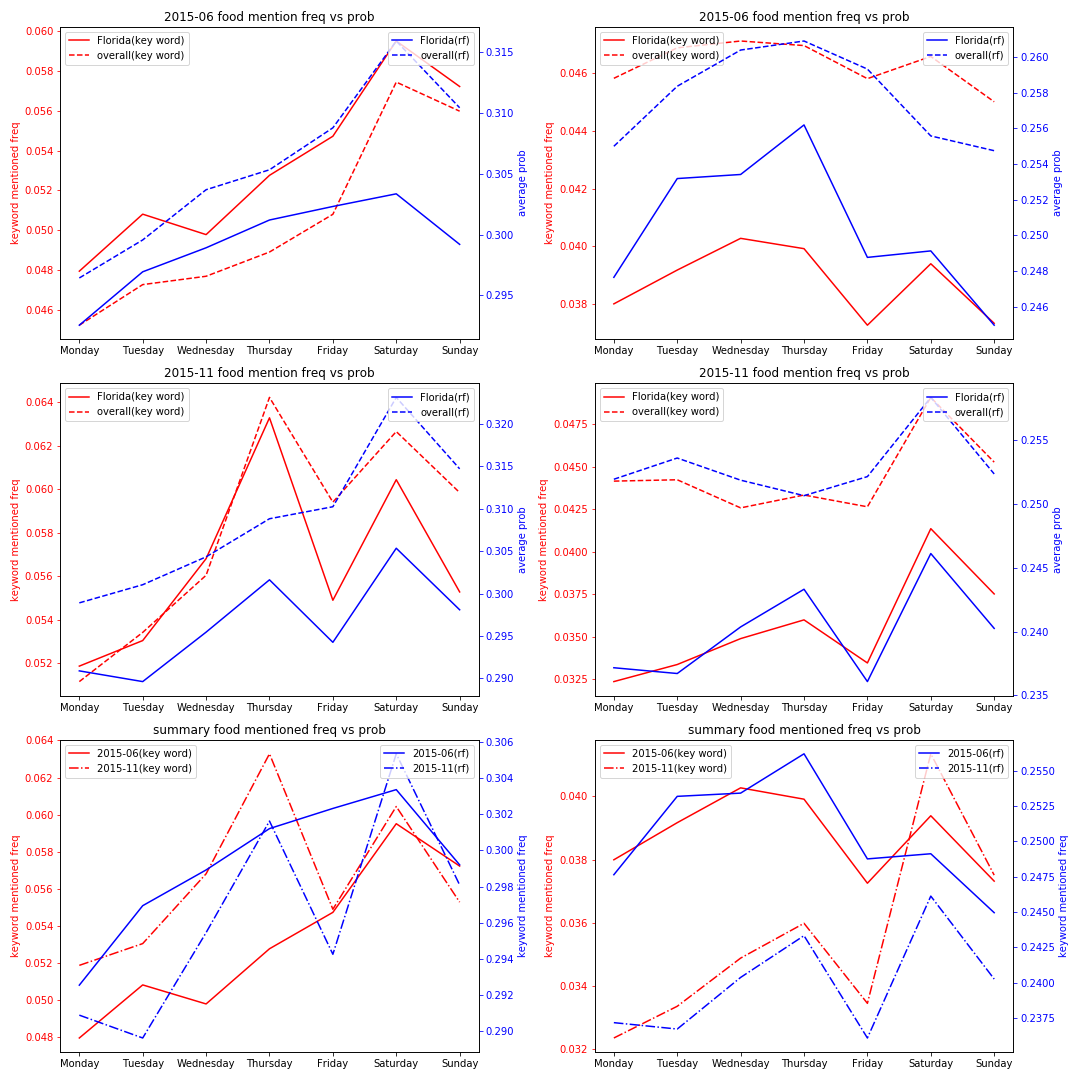 2015-06 food mention freq vs prob
Florida(key word)
overall(key word)
Florida(rf)
overall(rf)
keyword mentioned freq
average prob
0.060
0.058
0.056
0.054
0.052
0.050
0.048
0.046
0.315
0.310
0.305
0.300
0.295
Monday Tuesday Wednesday Thursday Friday Saturday Sunday
2015-06 food mention freq vs prob
Florida(key word)
overall(key word)
Florida(rf)
overall(rf)
keyword mentioned freq
average prob
0.046
0.044
0.042
0.040
0.038
0.260
0.258
0.256
0.254
0.252
0.250
0.248
0.246
Monday Tuesday Wednesday Thursday Friday Saturday Sunday
2015-11 food mention freq vs prob
Florida(key word)
overall(key word)
Florida(rf)
overall(rf)
keyword mentioned freq
average prob
0.064
0.062
0.060
0.058
0.056
0.054
0.052
0.320
0.315
0.310
0.305
0.300
0.295
0.290
Monday Tuesday Wednesday Thursday Friday Saturday Sunday
2015-11 food mention freq vs prob
Florida(key word)
overall(key word)
Florida(rf)
overall(rf)
keyword mentioned freq
average prob
0.0475
0.0450
0.0425
0.0400
0.0375
0.0350
0.0325
0.255
0.250
0.245
0.240
0.235
Monday Tuesday Wednesday Thursday Friday Saturday Sunday
summary food mentioned freq vs prob
2015-06(key word)
2015-11(key word)
2015-06(rf)
2015-11(rf)
keyword mentioned freq
keyword mentioned freq
0.064
0.062
0.060
0.058
0.056
0.054
0.052
0.050
0.048
0.306
0.304
0.302
0.300
0.298
0.296
0.294
0.292
0.290
Monday Tuesday Wednesday Thursday Friday Saturday Sunday
summary food mentioned freq vs prob
2015-06(key word)
2015-11(key word)
2015-06(rf)
2015-11(rf)
keyword mentioned freq
keyword mentioned freq
0.040
0.038
0.036
0.034
0.032
0.2550
0.2525
0.2500
0.2475
0.2450
0.2425
0.2400
0.2375
Monday Tuesday Wednesday Thursday Friday Saturday Sunday